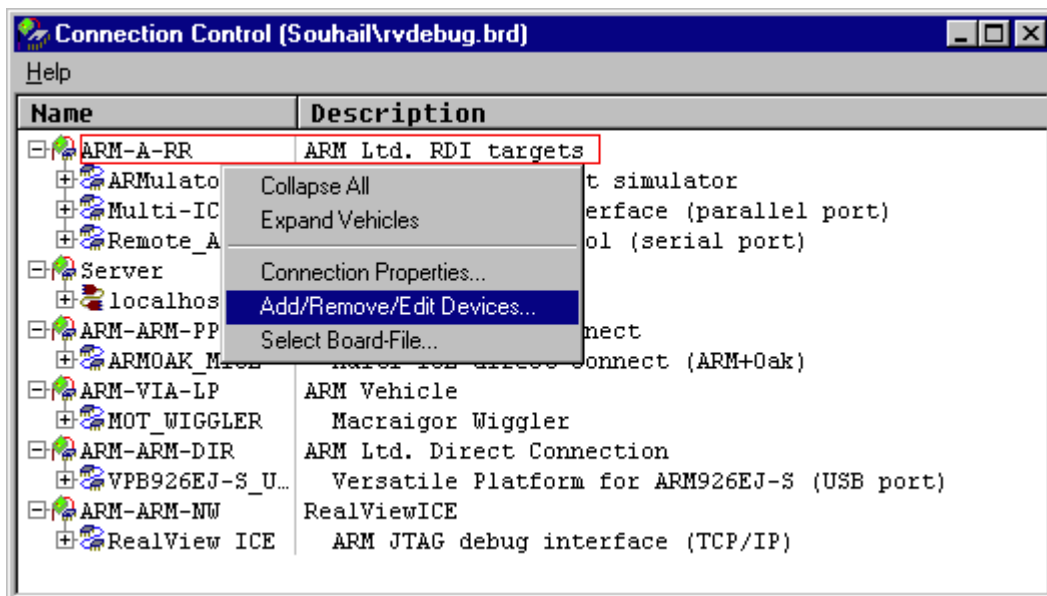 Connection Control (Souhail\rvdebug.brd)
Help
Name Description
ARM-A-RR ARM Ltd. RDI targets
ARMulato t simulator
Multi-IC erface (parallel port)
Remote_A ol (serial port)
Server
localhos
ARM-ARM-PP nect
(ARM+Oak)
ARM-VIA-LP ARM Vehicle
MOT_WIGGLER Macraigor Wiggler
ARM-ARM-DIR ARM Ltd. Direct Connection
VPB926EJ-S_U... Versatile Platform for ARM926EJ-S (USB port)
ARM-ARM-NW RealViewICE
RealView ICE ARM JTAG debug interface (TCP/IP)
Collapse All
Expand Vehicles
Connection Properties...
Add/Remove/Edit Devices...
Select Board-File...